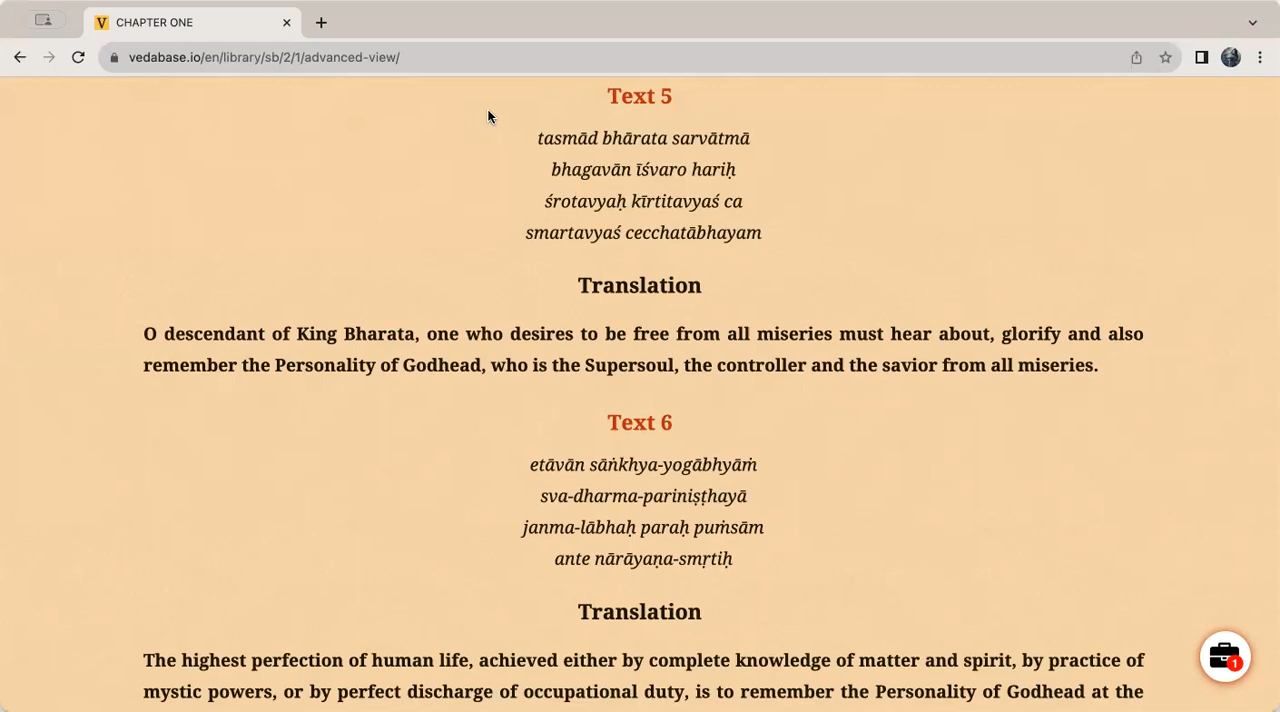 CHAPTER ONE
vedabase.io/en/library/sb/2/1/advanced-view/
Text 5
tasmād bhārata sarvātmā
bhagavān īśvaro hariḥ
śrotavyaḥ kīrtitavyaś ca
smartavyaś cecchatābhayam
Translation
O descendant of King Bharata, one who desires to be free from all miseries must hear about, glorify and also
remember the Personality of Godhead, who is the Supersoul, the controller and the savior from all miseries.
Text 6
etāvān sāṅkhya-yogābhyāṁ
sva-dharma-pariniṣṭhayā
janma-lābhaḥ paraḥ puṁsām
ante nārāyaṇa-smṛtiḥ
Translation
The highest perfection of human life, achieved either by complete knowledge of matter and spirit, by practice of
mystic powers, or by perfect discharge of occupational duty, is to remember the Personality of Godhead at the
1